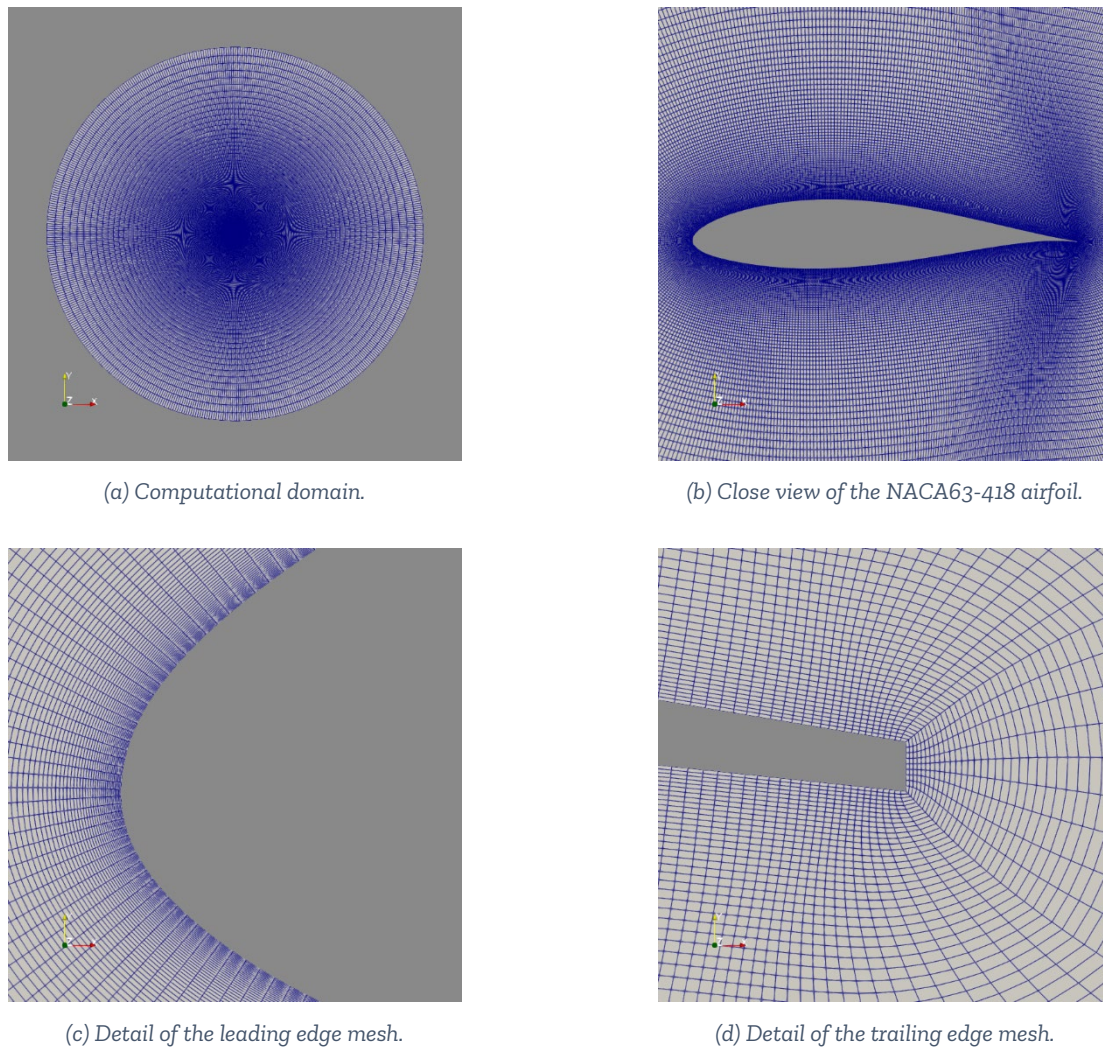 Y
Z X
(a) Computational domain.
Z X
(b) Close view of the NACA63-418 airfoil.
X
(c) Detail of the leading edge mesh.
Y
Z X
(d) Detail of the trailing edge mesh.